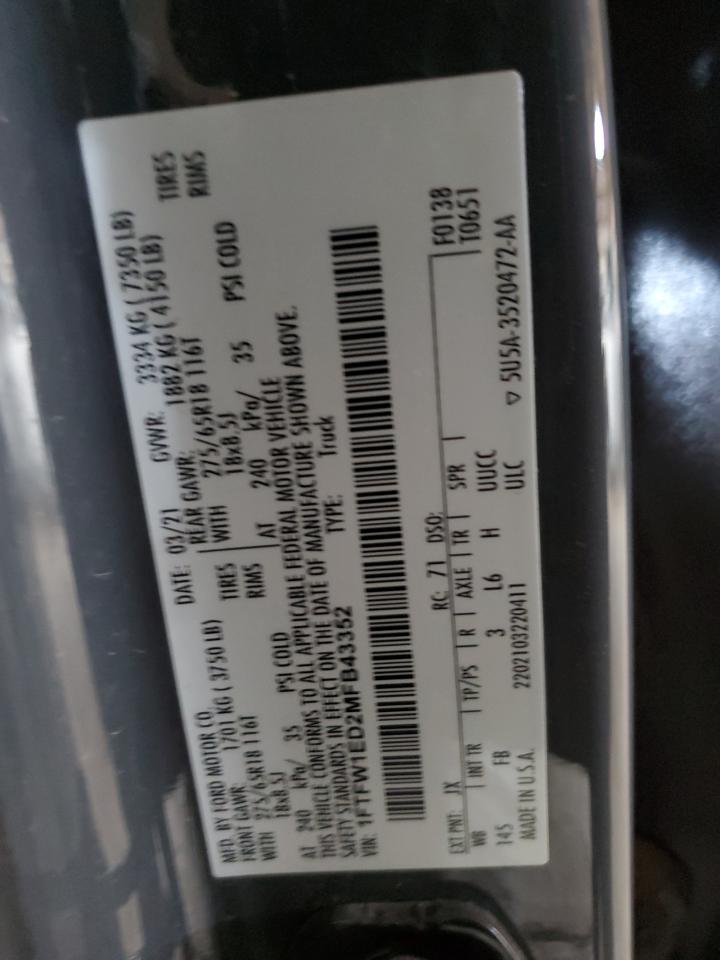 MFD. BY FORD MOTOR CO. DATE: 03/21 GVWR: 3334 KG ( 7350 LB)
FRONT GAWR: 1701 KG ( 3750 LB) REAR GAWR: 1882 KG ( 4150 LB)
WITH 275/65R18 116T TIRES WITH 275/65R18 116T TIRES
18x8.5J RIMS 18x8.5J RIMS
AT 240 kPa/ 35 PSI COLD AT 240 kPa/ 35 PSI COLD
THIS VEHICLE CONFORMS TO ALL APPLICABLE FEDERAL MOTOR VEHICLE
SAFETY STANDARDS IN EFFECT ON THE DATE OF MANUFACTURE SHOWN ABOVE.
VIN: 1FTFW1ED2MFB43352 TYPE: Truck
F0138
EXT PNT: JX RC: 71 DSO: T0651
WB INT TR TP/PS R AXLE TR SPR
145 FB 3 L6 H UUCC
ULC ▽ 5U5A-3520472-AA
MADE IN U.S.A. 2202103220411